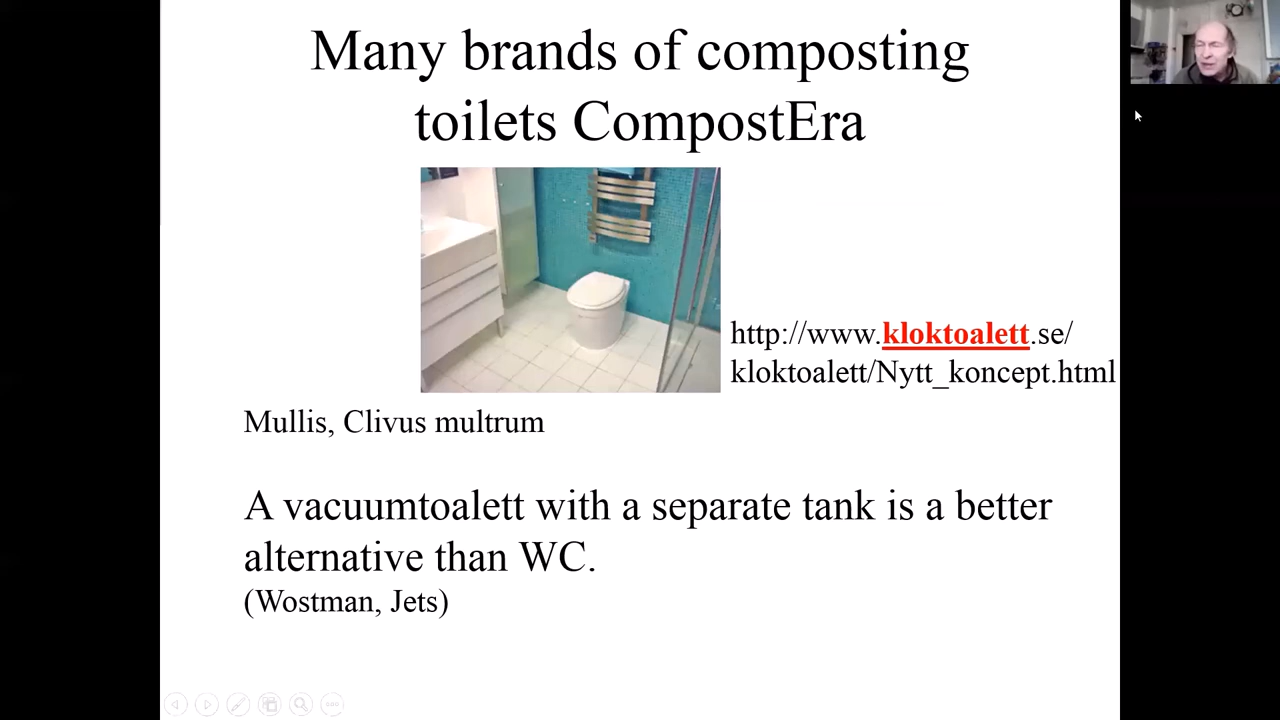 Many brands of composting
toilets CompostEra
http://www.kloktoalett.se/
kloktoalett/Nytt_koncept.html
Mullis, Clivus multrum
A vacuumtoalett with a separate tank is a better
alternative than WC.
(Wostman, Jets)